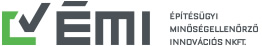 ÉMI
ÉPÍTÉSÜGYI
MINŐSÉGELLENŐRZŐ
INNOVÁCIÓS NKFT.